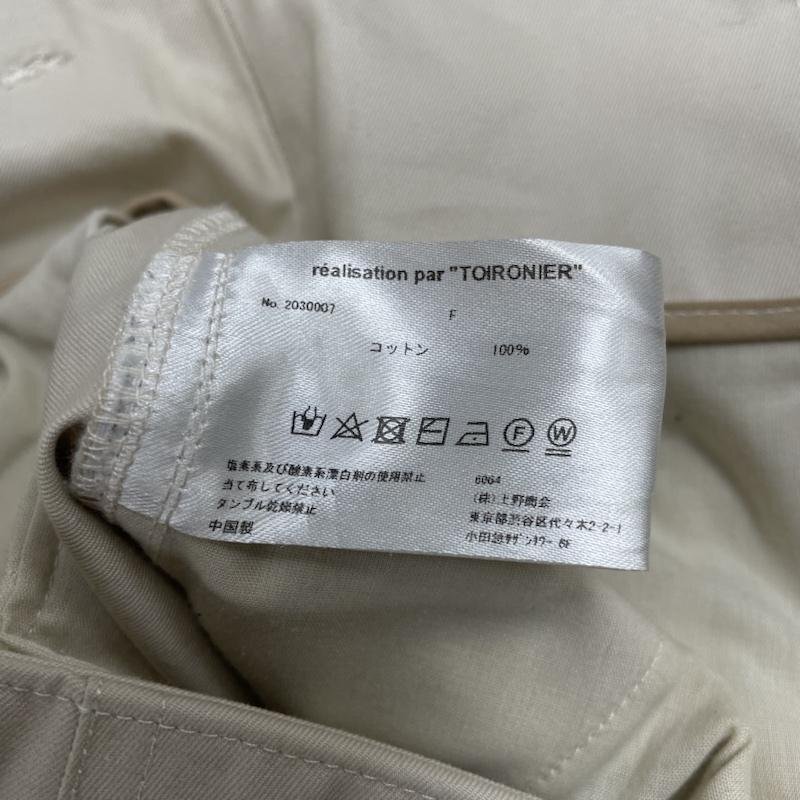 réalisation par "TOIRONIER"
No. 2030007 F
コットン 100%
F W
塩素系及び酸素系漂白剤の使用禁止
当て布してください
タンブル乾燥禁止
中国製
6064
(株)上野商会
東京都渋谷区代々木2-2-1
小田急ｻｻﾞﾝﾀﾜｰ 6F